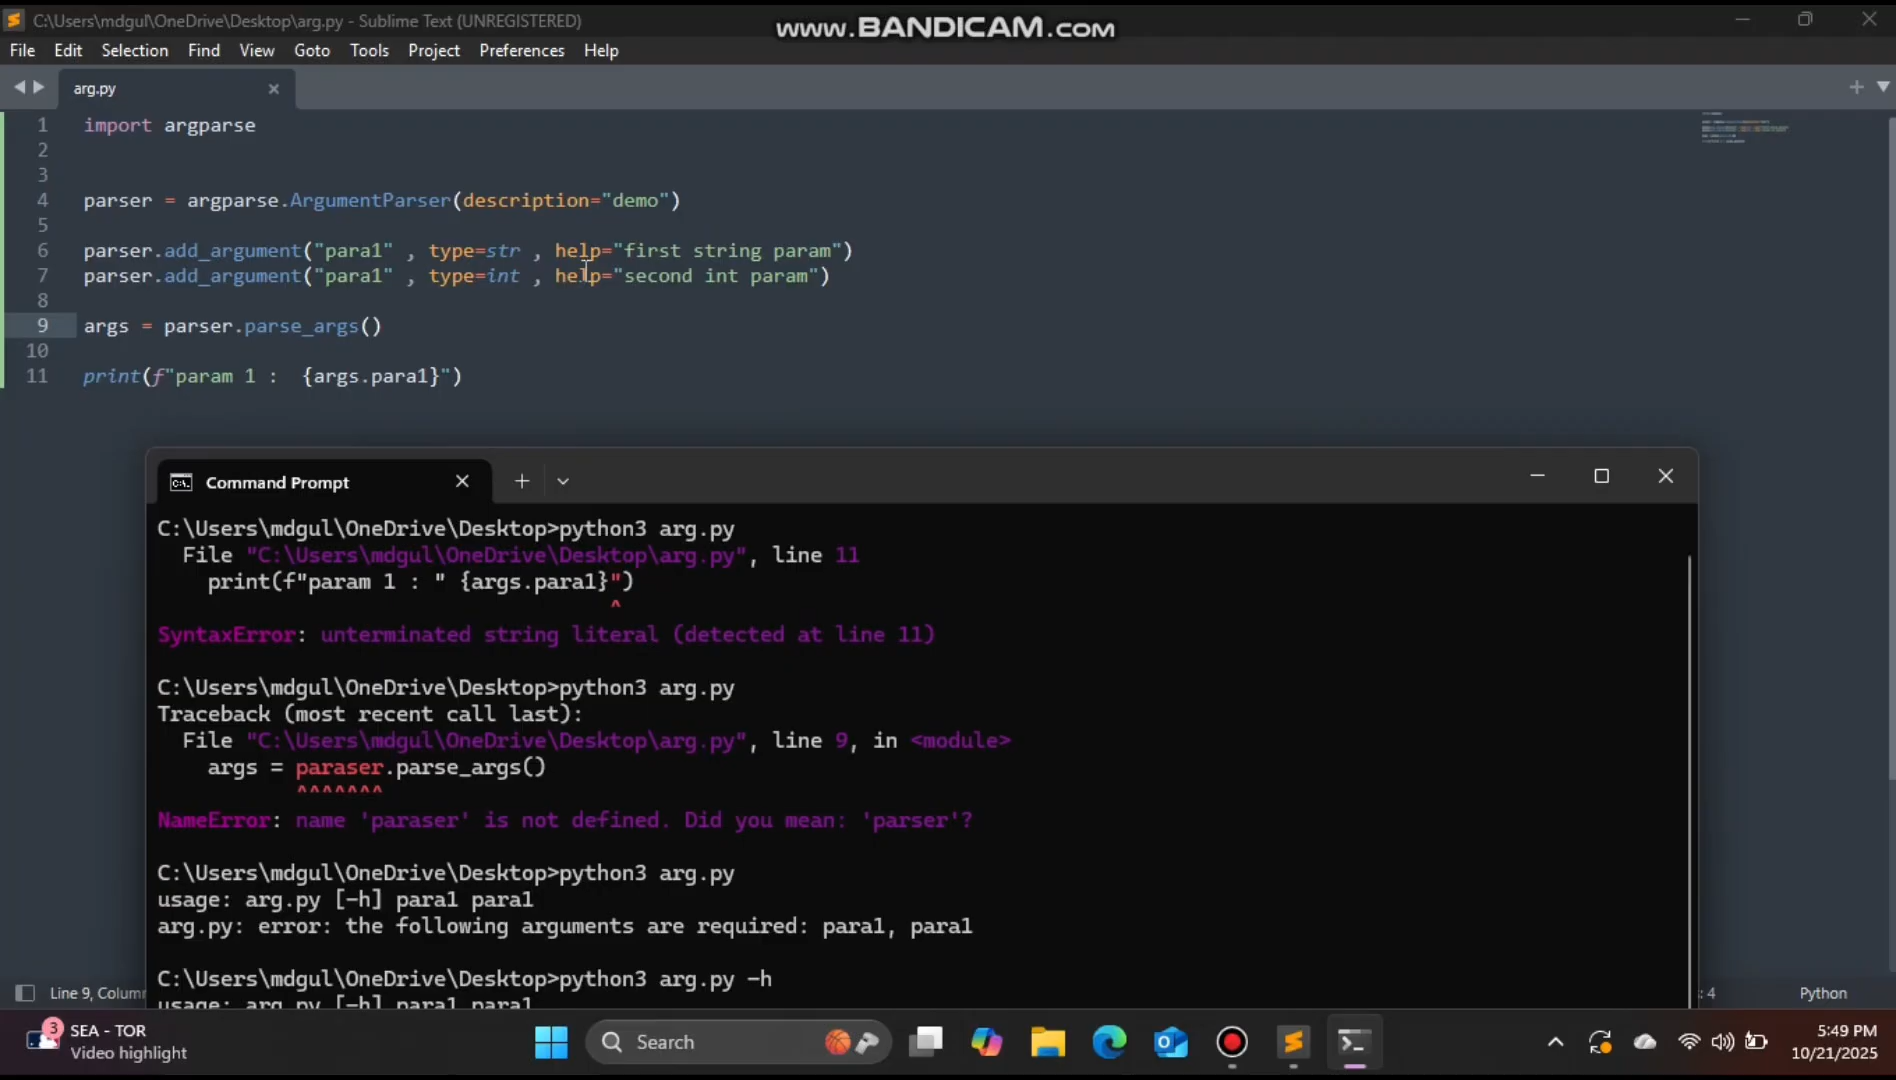 C:\Users\mdgul\OneDrive\Desktop\arg.py - Sublime Text (UNREGISTERED)
www.BANDICAM.com
File Edit Selection Find View Goto Tools Project Preferences Help
arg.py
1 import argparse
2
3
4 parser = argparse.ArgumentParser(description="demo")
5
6 parser.add_argument("para1" , type=str , help="first string param")
7 parser.add_argument("para1" , type=int , help="second int param")
8
9 args = parser.parse_args()
10
11 print(f"param 1 :  {args.para1}")
Command Prompt
C:\Users\mdgul\OneDrive\Desktop>python3 arg.py
File "C:\Users\mdgul\OneDrive\Desktop\arg.py", line 11
print(f"param 1 : " {args.para1}")
^
SyntaxError: unterminated string literal (detected at line 11)
C:\Users\mdgul\OneDrive\Desktop>python3 arg.py
Traceback (most recent call last):
File "C:\Users\mdgul\OneDrive\Desktop\arg.py", line 9, in <module>
args = paraser.parse_args()
^^^^^^^
NameError: name 'paraser' is not defined. Did you mean: 'parser'?
C:\Users\mdgul\OneDrive\Desktop>python3 arg.py
usage: arg.py [-h] para1 para1
arg.py: error: the following arguments are required: para1, para1
C:\Users\mdgul\OneDrive\Desktop>python3 arg.py -h
usage: arg.py [-h] para1 para1
Line 9, Colum
: 4
Python
3
SEA - TOR
Video highlight
Search
5:49 PM
10/21/2025